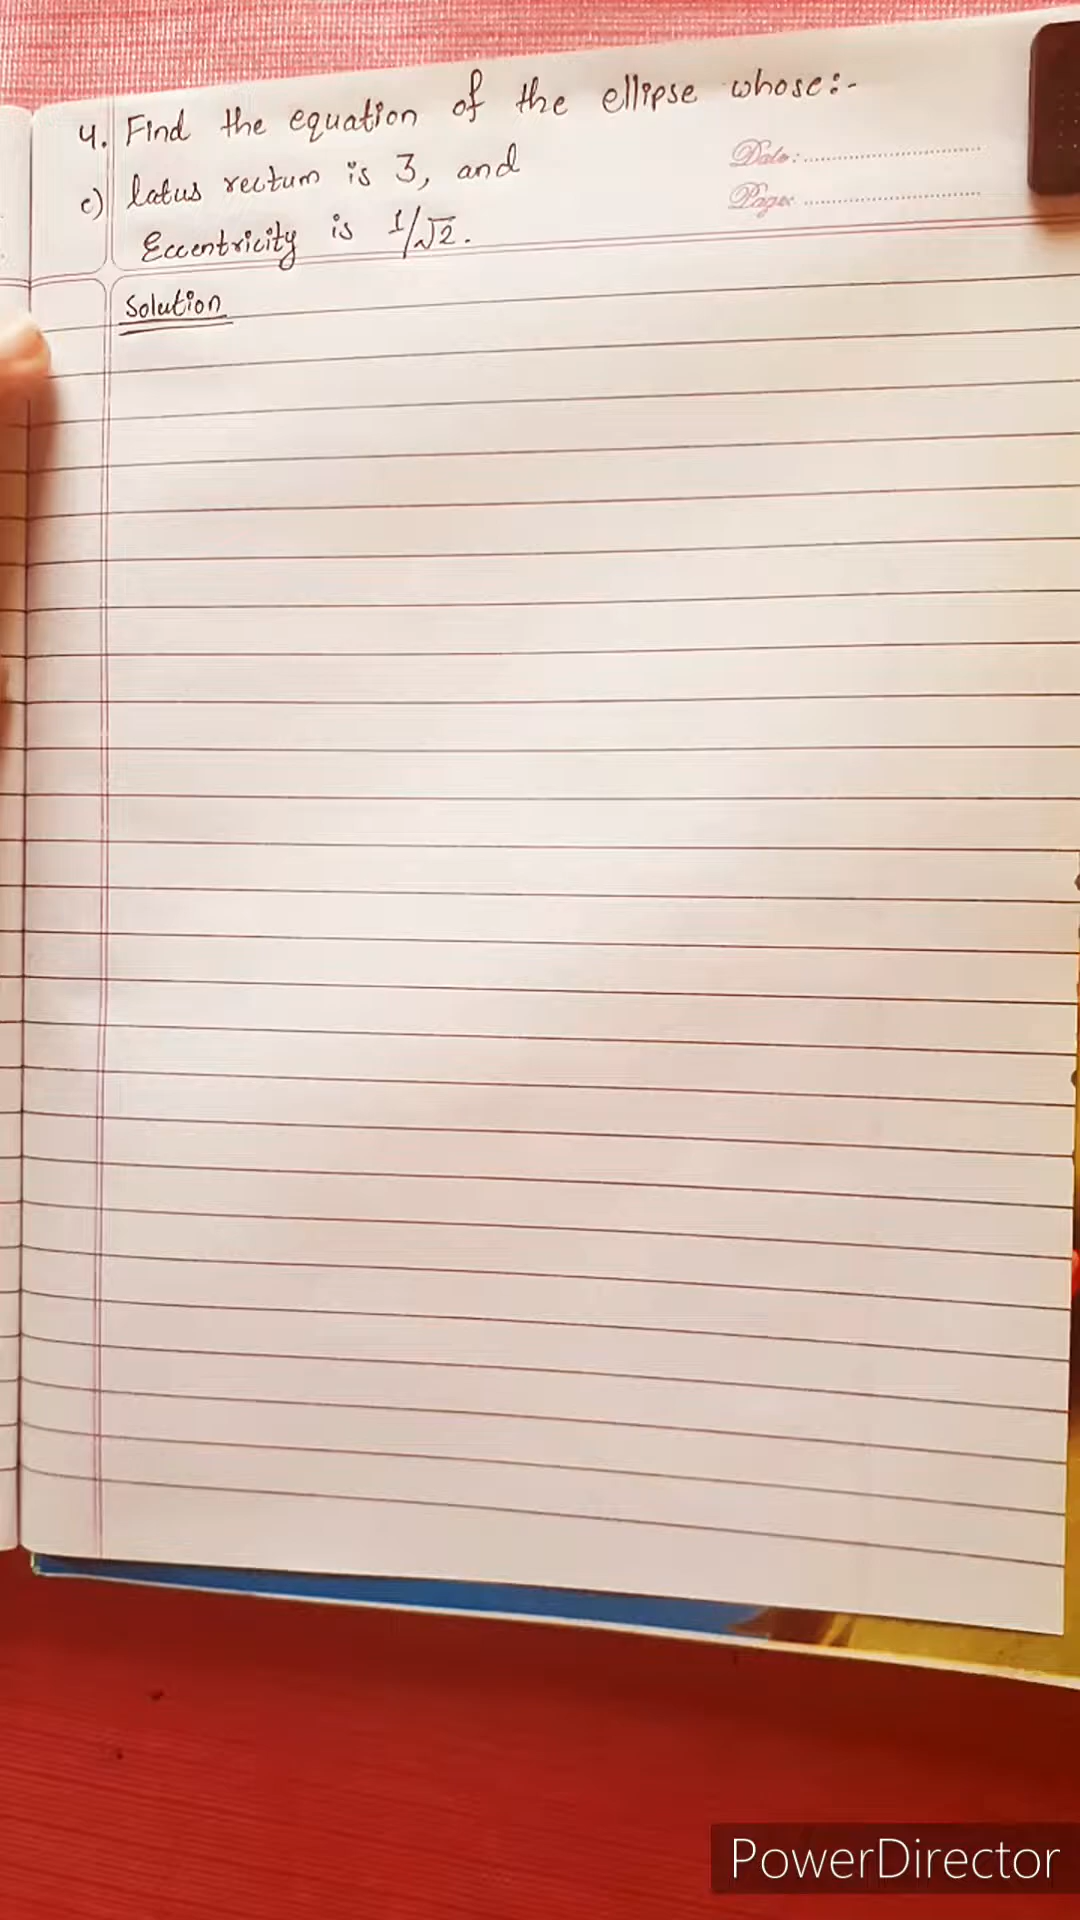 4. Find the equation of the ellipse whose:-
c) latus rectum is 3, and
Eccentricity is 1/√2.
Date: ........................
Page: ........................
Solution
PowerDirector